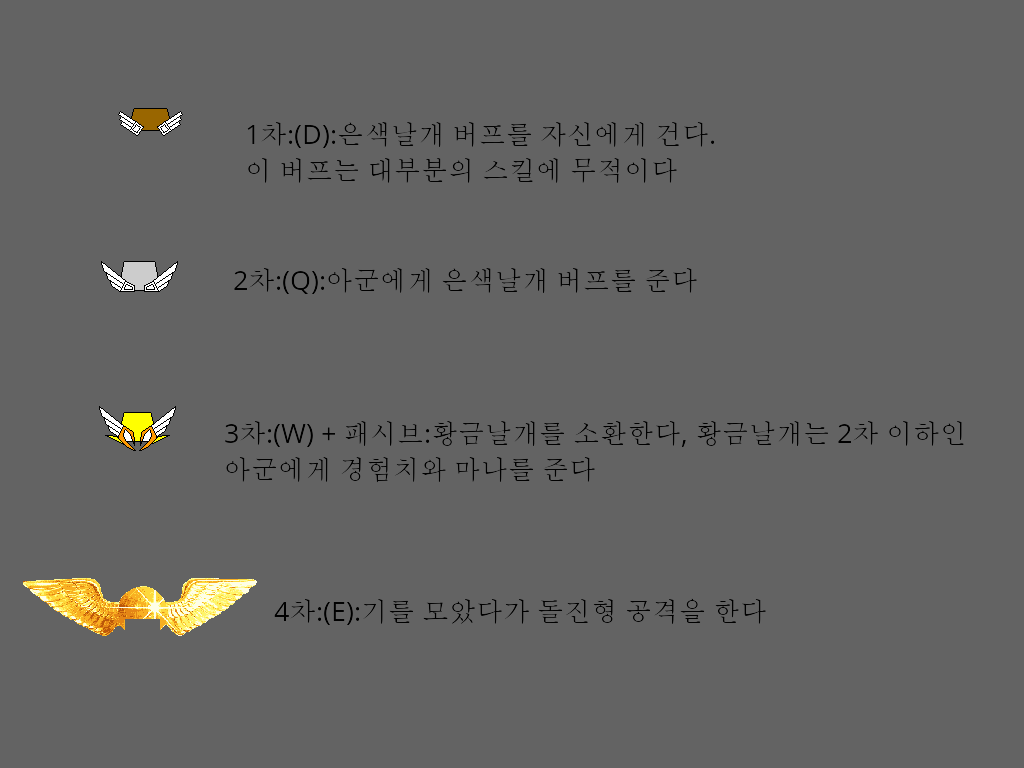 1차:(D):은색날개 버프를 자신에게 건다.
이 버프는 대부분의 스킬에 무적이다
2차:(Q):아군에게 은색날개 버프를 준다
3차:(W) + 패시브:황금날개를 소환한다, 황금날개는 2차 이하인
아군에게 경험치와 마나를 준다
4차:(E):기를 모았다가 돌진형 공격을 한다